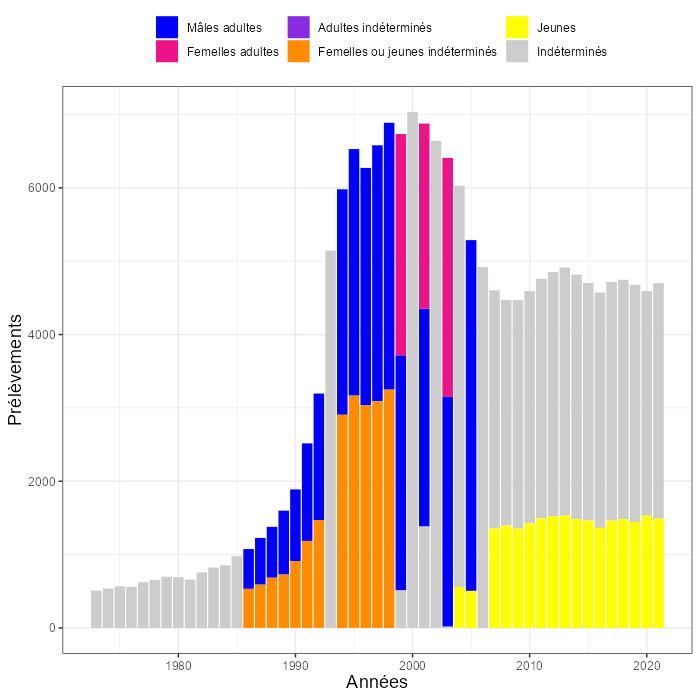 Mâles adultes Adultes indéterminés Jeunes
Femelles adultes Femelles ou jeunes indéterminés Indéterminés
6000
4000
2000
0
Prélèvements
1980 1990 2000 2010 2020
Années